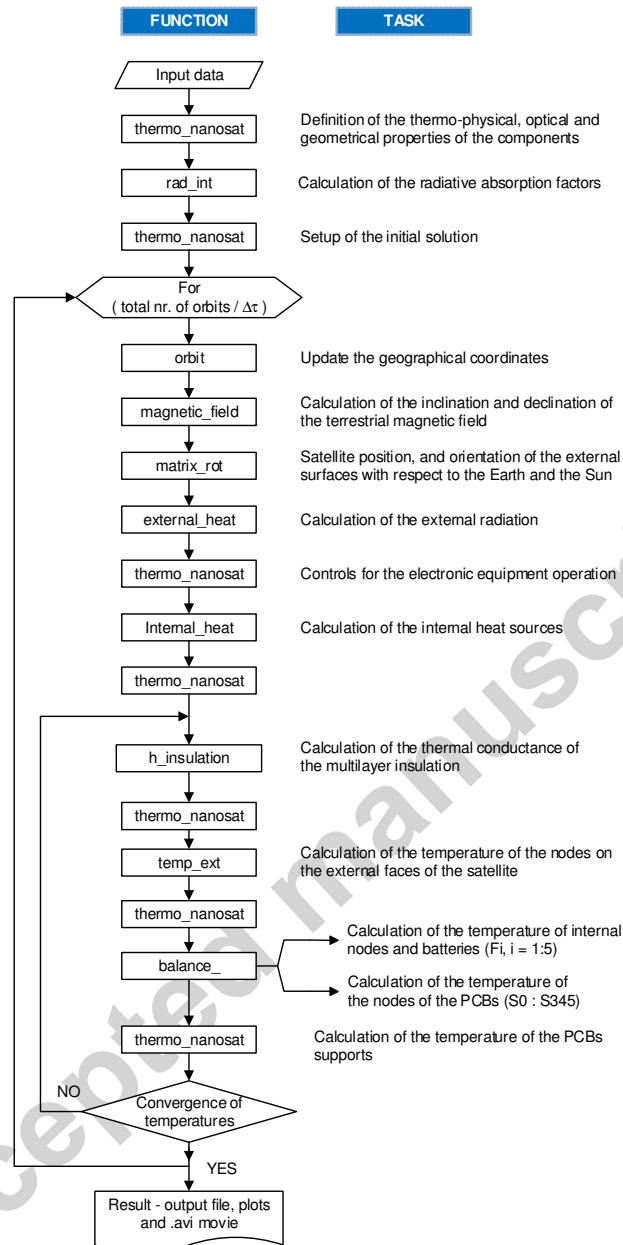 FUNCTION TASK
Input data
thermo_nanosat
Definition of the thermo-physical, optical and
geometrical properties of the components
rad_int
Calculation of the radiative absorption factors
thermo_nanosat
Setup of the initial solution
For
( total nr. of orbits / Δτ )
orbit
Update the geographical coordinates
magnetic_field
Calculation of the inclination and declination of
the terrestrial magnetic field
matrix_rot
Satellite position, and orientation of the external
surfaces with respect to the Earth and the Sun
external_heat
Calculation of the external radiation
thermo_nanosat
Controls for the electronic equipment operation
Internal_heat
Calculation of the internal heat sources
thermo_nanosat
h_insulation
Calculation of the thermal conductance of
the multilayer insulation
thermo_nanosat
temp_ext
Calculation of the temperature of the nodes on
the external faces of the satellite
thermo_nanosat
balance_
Calculation of the temperature of internal
nodes and batteries (Fi, i = 1:5)
Calculation of the temperature of
the nodes of the PCBs (S0 : S345)
thermo_nanosat
Calculation of the temperature of the PCBs
supports
NO
Convergence of
temperatures
YES
Result - output file, plots
and .avi movie
cepted manuscr